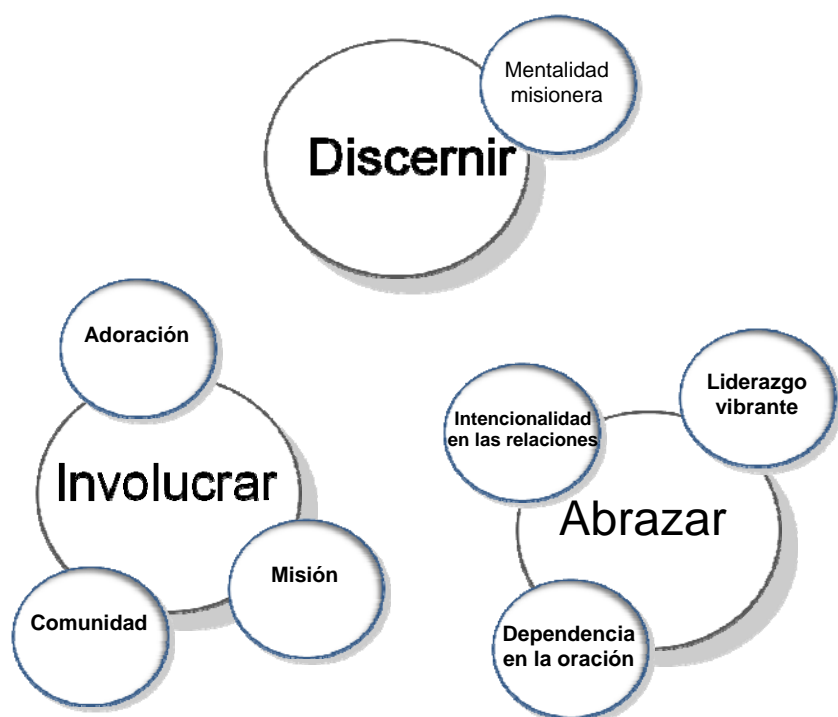 Mentalidad
misionera
Discernir
Adoración
Involucrar
Misión
Comunidad
Liderazgo
vibrante
Intencionalidad
en las relaciones
Abrazar
Dependencia
en la oración